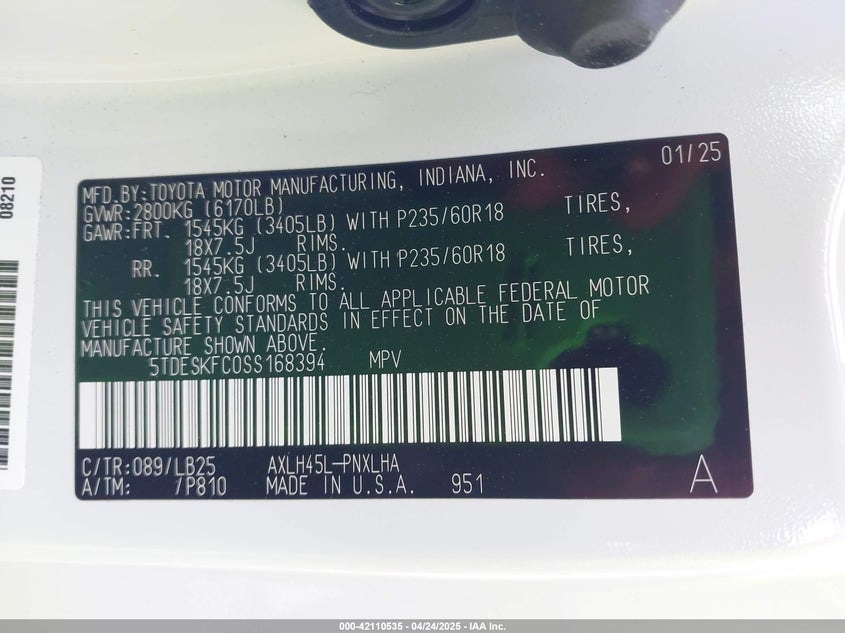 08210
01/25
MFD.BY:TOYOTA MOTOR MANUFACTURING, INDIANA, INC.
GVWR:2800KG (6170LB)
GAWR:FRT. 1545KG (3405LB) WITH P235/60R18 TIRES,
18X7.5J RIMS.
RR. 1545KG (3405LB) WITH P235/60R18 TIRES,
18X7.5J RIMS.
THIS VEHICLE CONFORMS TO ALL APPLICABLE FEDERAL MOTOR
VEHICLE SAFETY STANDARDS IN EFFECT ON THE DATE OF
MANUFACTURE SHOWN ABOVE.
5TDESKFC0SS168394 MPV
C/TR:089/LB25 AXLH45L-PNXLHA
A/TM: /P810 MADE IN U.S.A. 951 A
000-42110535 - 04/24/2025 - IAA Inc.